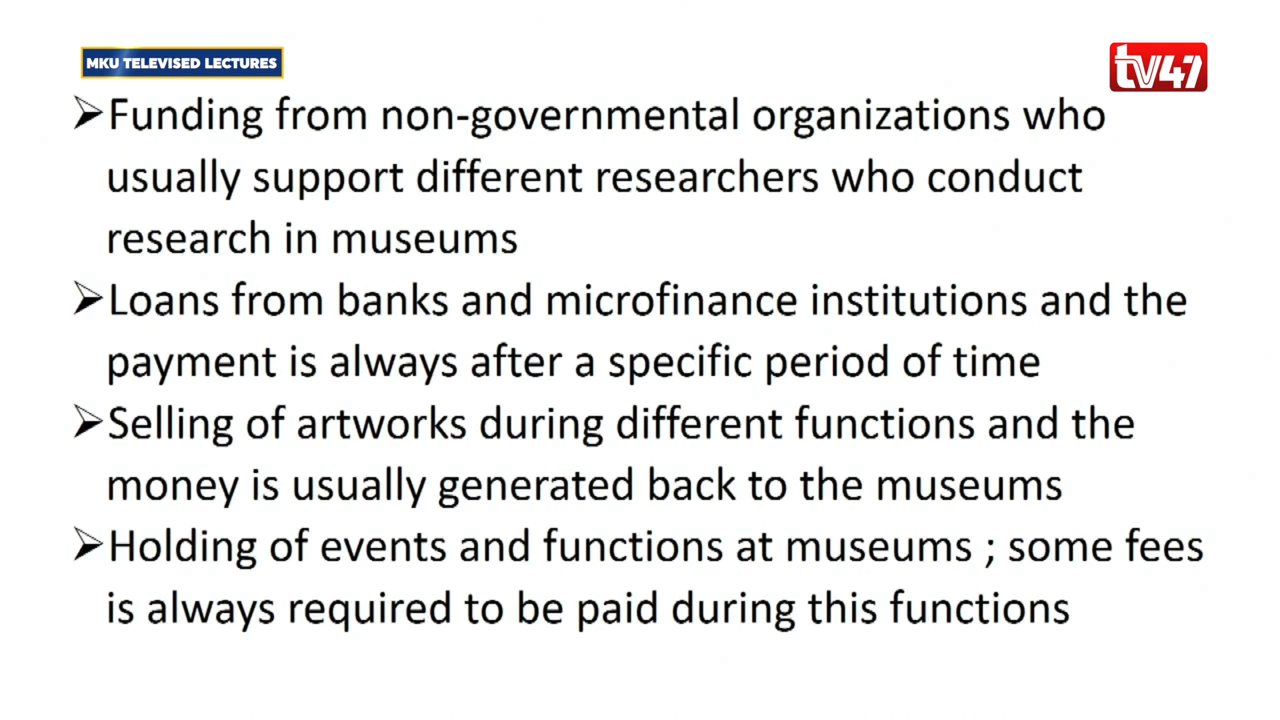 MKU TELEVISED LECTURES
tv47
➢Funding from non-governmental organizations who
usually support different researchers who conduct
research in museums
➢Loans from banks and microfinance institutions and the
payment is always after a specific period of time
➢Selling of artworks during different functions and the
money is usually generated back to the museums
➢Holding of events and functions at museums ; some fees
is always required to be paid during this functions